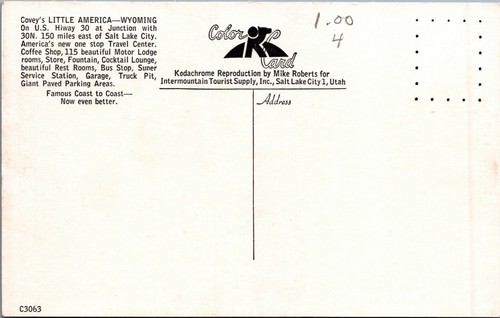 Covey's LITTLE AMERICA—WYOMING
On U.S. Hiway 30 at Junction with
30N. 150 miles east of Salt Lake City.
America's new one stop Travel Center.
Coffee Shop, 115 beautiful Motor Lodge
rooms, Store, Fountain, Cocktail Lounge,
beautiful Rest Rooms, Bus Stop, Suner
Service Station, Garage, Truck Pit,
Giant Paved Parking Areas.
Famous Coast to Coast—
Now even better.
Color
Card
Kodachrome Reproduction by Mike Roberts for
Intermountain Tourist Supply, Inc., Salt Lake City 1, Utah
1.00
4
Address
C3063